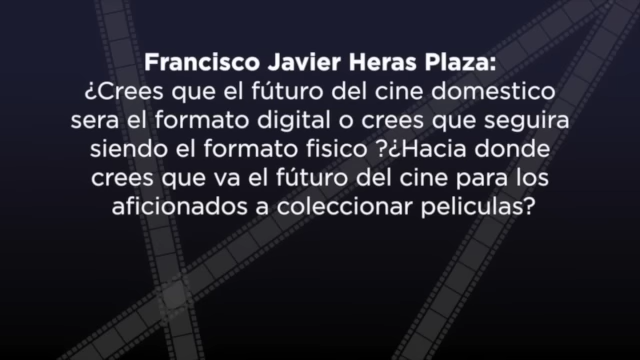 Francisco Javier Heras Plaza:
¿Crees que el fúturo del cine domestico
sera el formato digital o crees que seguira
siendo el formato fisico ?¿Hacia donde
crees que va el fúturo del cine para los
aficionados a coleccionar peliculas?